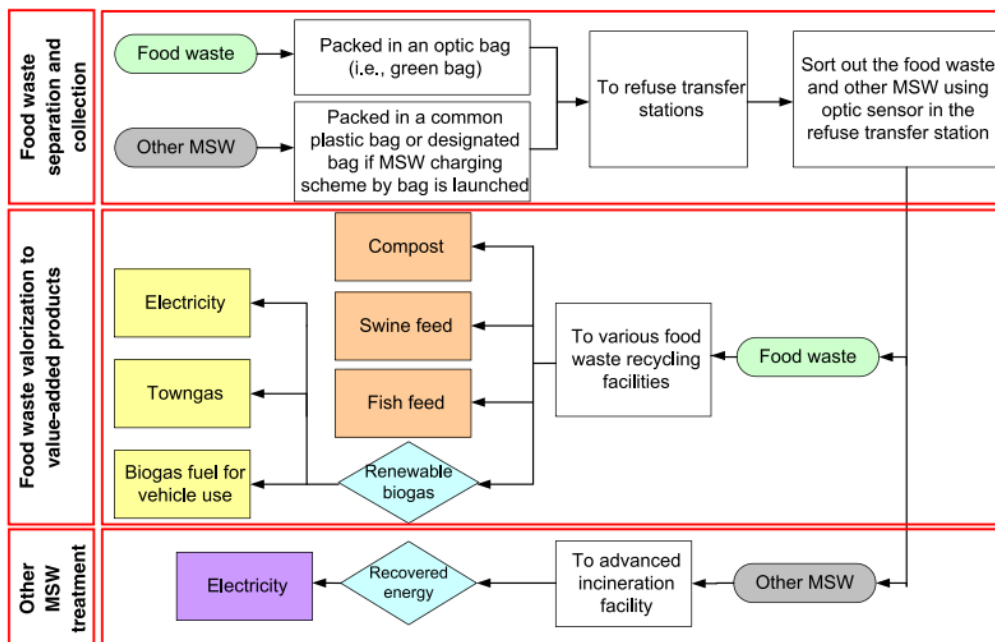 Food waste
separation and
collection
Food waste
Packed in an optic bag
(i.e., green bag)
Other MSW
Packed in a common
plastic bag or designated
bag if MSW charging
scheme by bag is launched
To refuse transfer
stations
Sort out the food waste
and other MSW using
optic sensor in the
refuse transfer station
Food waste valorization to
value-added products
Electricity
Towngas
Biogas fuel for
vehicle use
Compost
Swine feed
Fish feed
Renewable
biogas
To various food
waste recycling
facilities
Food waste
Other
MSW
treatment
Electricity
Recovered
energy
To advanced
incineration
facility
Other MSW